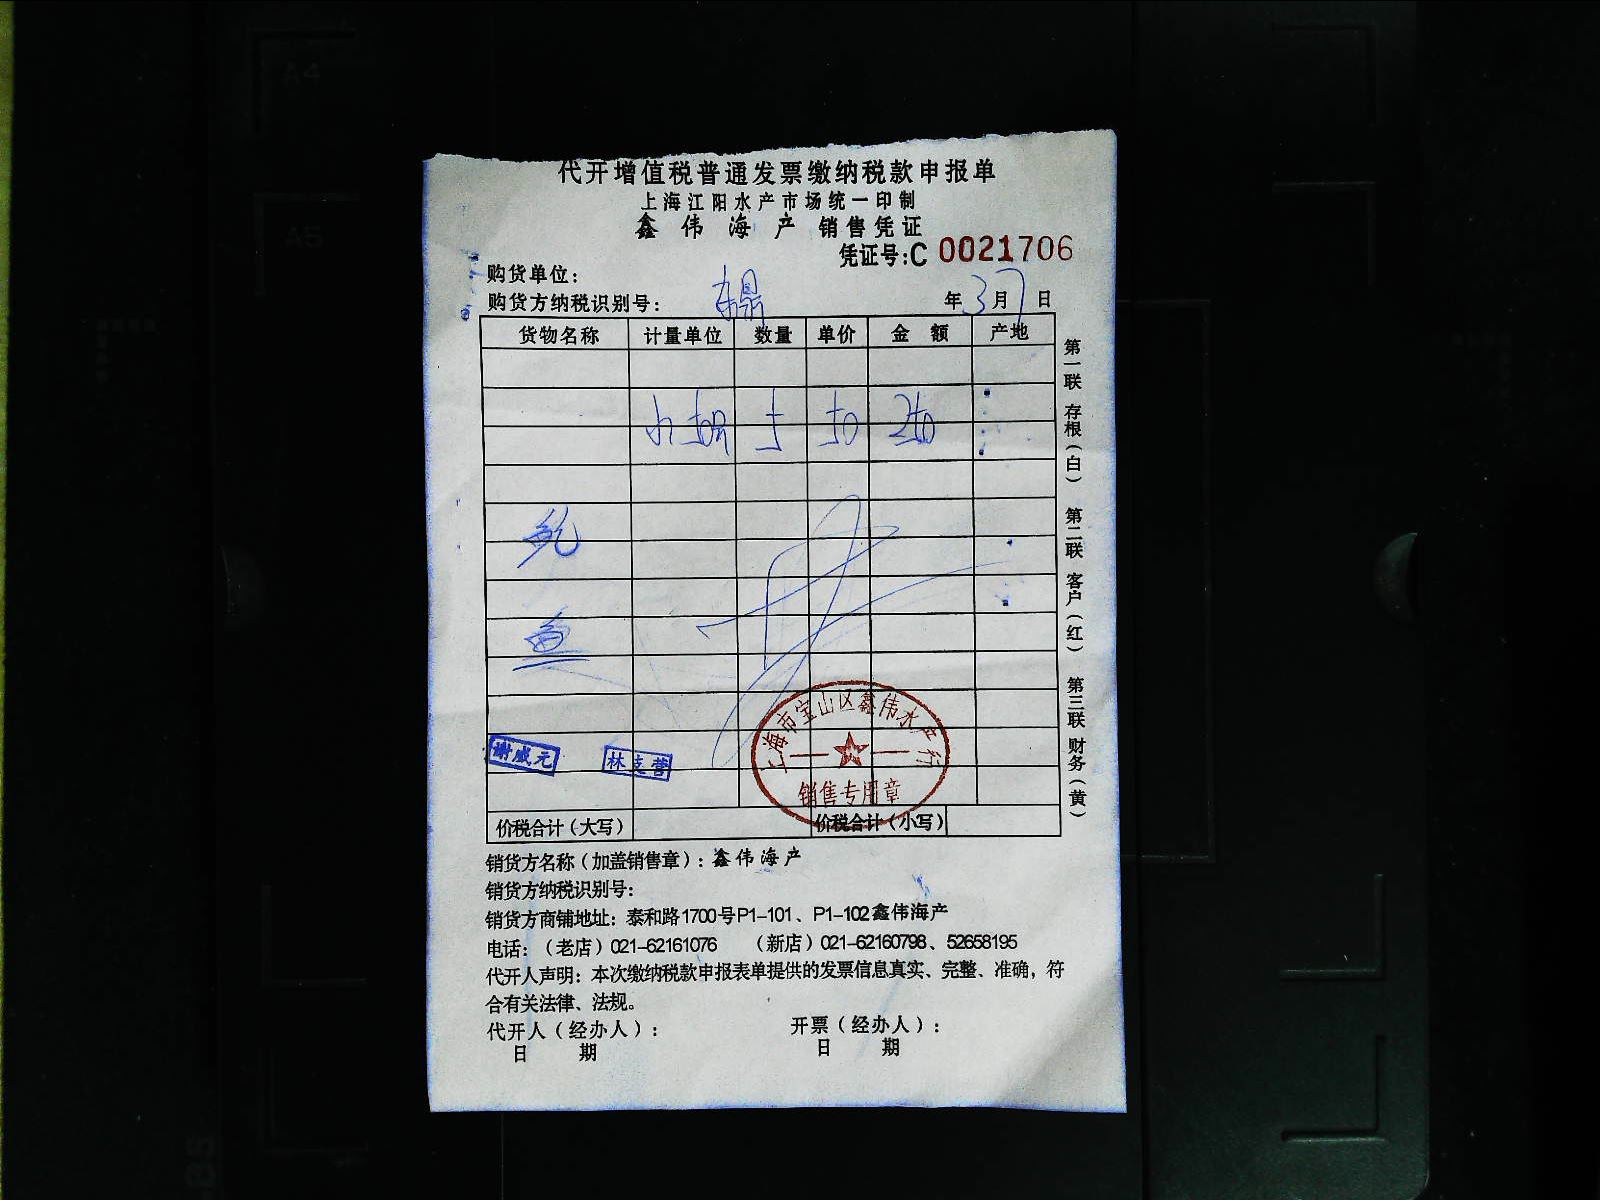 代开增值税普通发票缴纳税款申报单
上海江阳水产市场统一印制
鑫伟海产 销售凭证
凭证号:C 0021706
购货单位:
购货方纳税识别号: 年3月7日
货物名称 计量单位 数量 单价 金额 产地
鲍
鱼
谢咸元
价税合计(大写) 价税合计(小写)
上海市宝山区鑫伟水产行
销售专用章
第一联 存根(白) 第二联 客户(红) 第三联 财务(黄)
销货方名称(加盖销售章):鑫伟海产
销货方纳税识别号:
销货方商铺地址:泰和路1700号P1-101、P1-102鑫伟海产
电话:(老店)021-62161076 (新店)021-62160798、52658195
代开人声明:本次缴纳税款申报表单提供的发票信息真实、完整、准确,符
合有关法律、法规。
代开人(经办人): 开票(经办人):
日期 日期
A4
A5